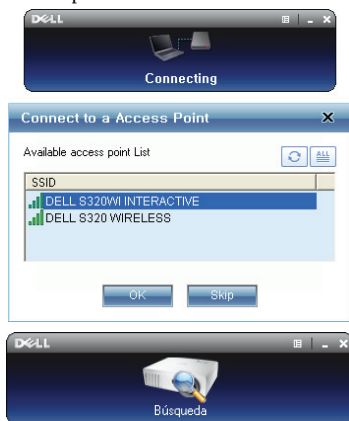 DELL
Connecting
Connect to a Access Point
Available access point List
ALL
SSID
DELL S320WI INTERACTIVE
DELL S320 WIRELESS
OK Skip
DELL
Búsqueda